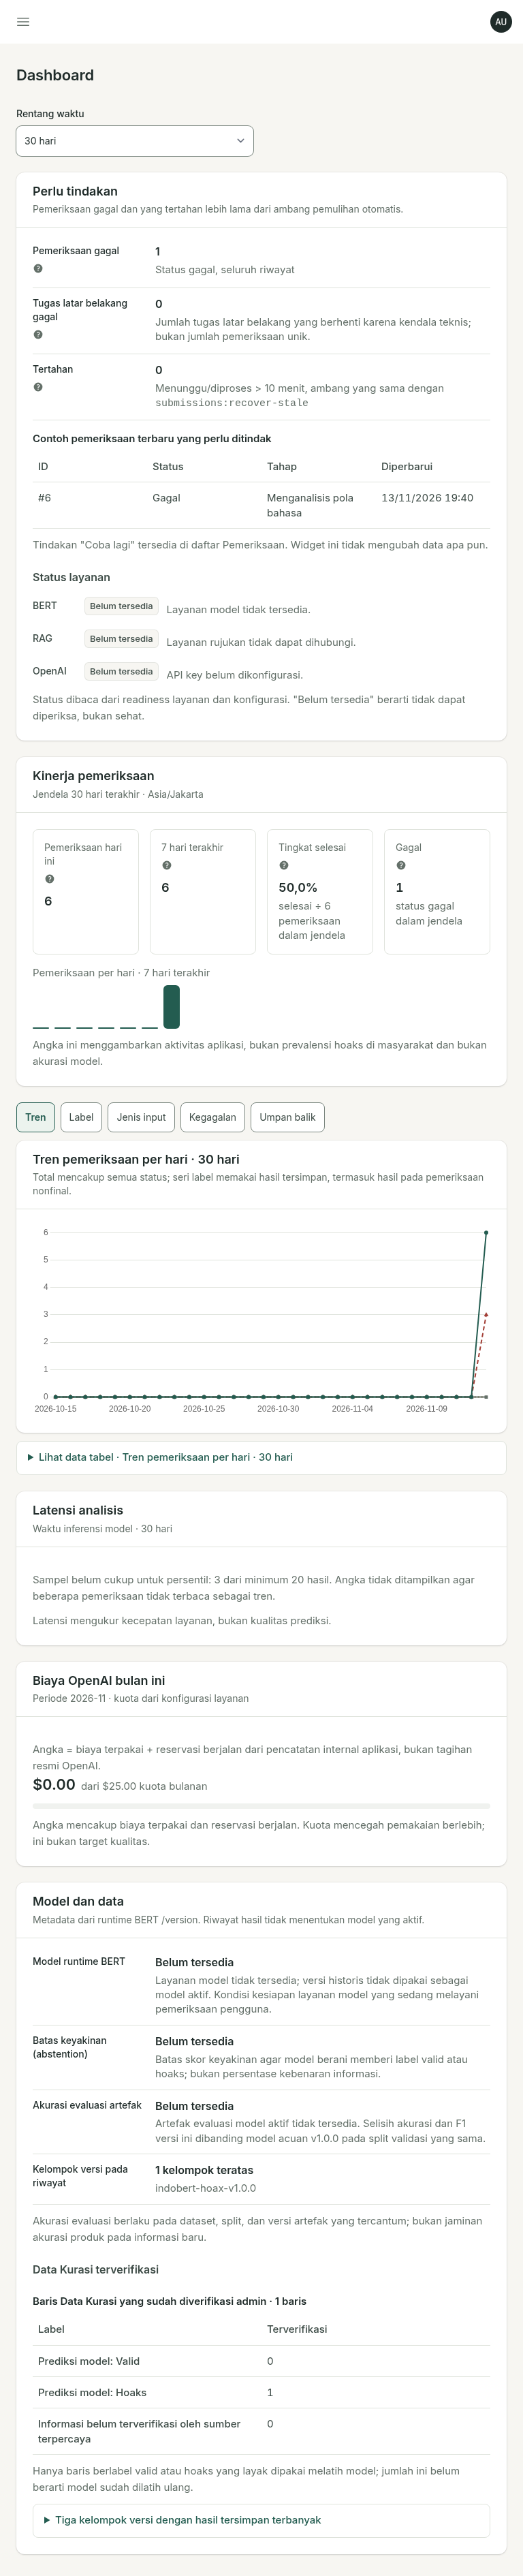 AU
Dashboard
Rentang waktu
30 hari
Perlu tindakan
Pemeriksaan gagal dan yang tertahan lebih lama dari ambang pemulihan otomatis.
Pemeriksaan gagal
1
Status gagal, seluruh riwayat
Tugas latar belakang
gagal
0
Jumlah tugas latar belakang yang berhenti karena kendala teknis;
bukan jumlah pemeriksaan unik.
Tertahan
0
Menunggu/diproses > 10 menit, ambang yang sama dengan
submissions:recover-stale
Contoh pemeriksaan terbaru yang perlu ditindak
ID Status Tahap Diperbarui
#6 Gagal Menganalisis pola 13/11/2026 19:40
bahasa
Tindakan "Coba lagi" tersedia di daftar Pemeriksaan. Widget ini tidak mengubah data apa pun.
Status layanan
BERT Belum tersedia Layanan model tidak tersedia.
RAG Belum tersedia Layanan rujukan tidak dapat dihubungi.
OpenAI Belum tersedia API key belum dikonfigurasi.
Status dibaca dari readiness layanan dan konfigurasi. "Belum tersedia" berarti tidak dapat
diperiksa, bukan sehat.
Kinerja pemeriksaan
Jendela 30 hari terakhir · Asia/Jakarta
Pemeriksaan hari
ini
6
7 hari terakhir
6
Tingkat selesai
50,0%
selesai ÷ 6
pemeriksaan
dalam jendela
Gagal
1
status gagal
dalam jendela
Pemeriksaan per hari · 7 hari terakhir
Angka ini menggambarkan aktivitas aplikasi, bukan prevalensi hoaks di masyarakat dan bukan
akurasi model.
Tren Label Jenis input Kegagalan Umpan balik
Tren pemeriksaan per hari · 30 hari
Total mencakup semua status; seri label memakai hasil tersimpan, termasuk hasil pada pemeriksaan
nonfinal.
6
5
4
3
2
1
0
2026-10-15 2026-10-20 2026-10-25 2026-10-30 2026-11-04 2026-11-09
Lihat data tabel · Tren pemeriksaan per hari · 30 hari
Latensi analisis
Waktu inferensi model · 30 hari
Sampel belum cukup untuk persentil: 3 dari minimum 20 hasil. Angka tidak ditampilkan agar
beberapa pemeriksaan tidak terbaca sebagai tren.
Latensi mengukur kecepatan layanan, bukan kualitas prediksi.
Biaya OpenAI bulan ini
Periode 2026-11 · kuota dari konfigurasi layanan
Angka = biaya terpakai + reservasi berjalan dari pencatatan internal aplikasi, bukan tagihan
resmi OpenAI.
$0.00 dari $25.00 kuota bulanan
Angka mencakup biaya terpakai dan reservasi berjalan. Kuota mencegah pemakaian berlebih;
ini bukan target kualitas.
Model dan data
Metadata dari runtime BERT /version. Riwayat hasil tidak menentukan model yang aktif.
Model runtime BERT
Belum tersedia
Layanan model tidak tersedia; versi historis tidak dipakai sebagai
model aktif. Kondisi kesiapan layanan model yang sedang melayani
pemeriksaan pengguna.
Batas keyakinan
(abstention)
Belum tersedia
Batas skor keyakinan agar model berani memberi label valid atau
hoaks; bukan persentase kebenaran informasi.
Akurasi evaluasi artefak
Belum tersedia
Artefak evaluasi model aktif tidak tersedia. Selisih akurasi dan F1
versi ini dibanding model acuan v1.0.0 pada split validasi yang sama.
Kelompok versi pada
riwayat
1 kelompok teratas
indobert-hoax-v1.0.0
Akurasi evaluasi berlaku pada dataset, split, dan versi artefak yang tercantum; bukan jaminan
akurasi produk pada informasi baru.
Data Kurasi terverifikasi
Baris Data Kurasi yang sudah diverifikasi admin · 1 baris
Label Terverifikasi
Prediksi model: Valid 0
Prediksi model: Hoaks 1
Informasi belum terverifikasi oleh sumber 0
terpercaya
Hanya baris berlabel valid atau hoaks yang layak dipakai melatih model; jumlah ini belum
berarti model sudah dilatih ulang.
Tiga kelompok versi dengan hasil tersimpan terbanyak